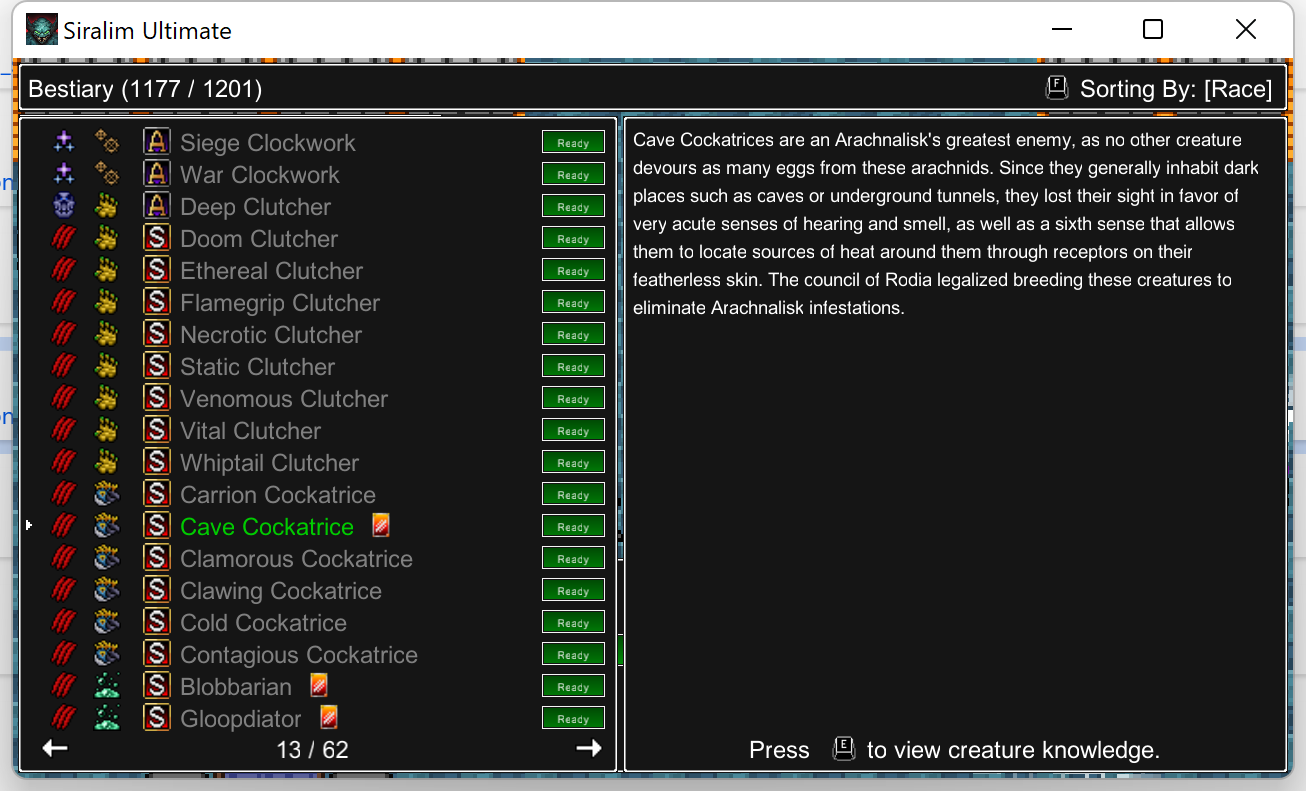 Siralim Ultimate
Bestiary (1177 / 1201)
F Sorting By: [Race]
A Siege Clockwork Ready
A War Clockwork Ready
A Deep Clutcher Ready
S Doom Clutcher Ready
S Ethereal Clutcher Ready
S Flamegrip Clutcher Ready
S Necrotic Clutcher Ready
S Static Clutcher Ready
S Venomous Clutcher Ready
S Vital Clutcher Ready
S Whiptail Clutcher Ready
S Carrion Cockatrice Ready
S Cave Cockatrice Ready
S Clamorous Cockatrice Ready
S Clawing Cockatrice Ready
S Cold Cockatrice Ready
S Contagious Cockatrice Ready
S Blobbarian Ready
S Gloopdiator Ready
13 / 62
Cave Cockatrices are an Arachnalisk's greatest enemy, as no other creature
devours as many eggs from these arachnids. Since they generally inhabit dark
places such as caves or underground tunnels, they lost their sight in favor of
very acute senses of hearing and smell, as well as a sixth sense that allows
them to locate sources of heat around them through receptors on their
featherless skin. The council of Rodia legalized breeding these creatures to
eliminate Arachnalisk infestations.
Press E to view creature knowledge.